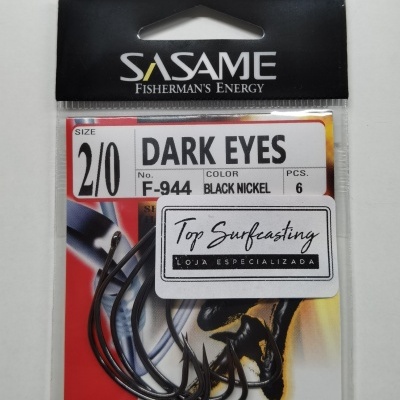 SASAME
FISHERMAN'S ENERGY
SIZE
2/0
DARK EYES
No.
F-944
COLOR
BLACK NICKEL
PCS.
6
Top Surfcasting
LOJA ESPECIALIZADA